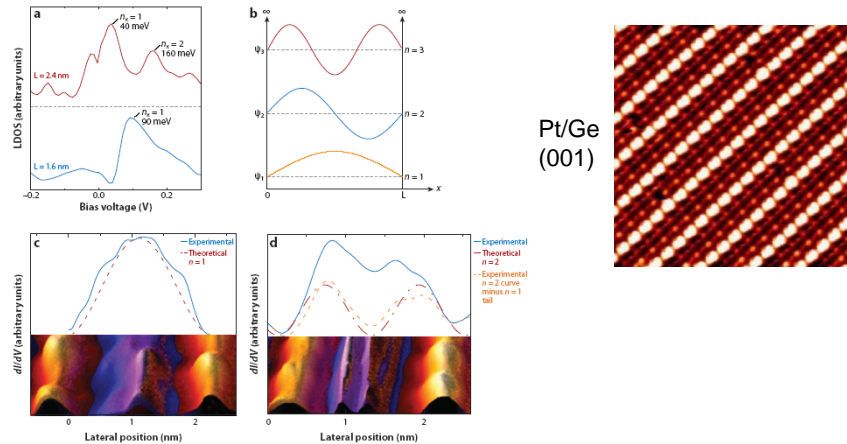 a
LDOS (arbitrary units)
nx = 1
40 meV
nx = 2
160 meV
L = 2.4 nm
nx = 1
90 meV
L = 1.6 nm
−0.2
0.0
0.2
Bias voltage (V)
b
∞
∞
ψ3
n = 3
ψ2
n = 2
ψ1
n = 1
0
L
x
Pt/Ge
(001)
c
dI/dV (arbitrary units)
Experimental
Theoretical
n = 1
0
1
2
Lateral position (nm)
d
dI/dV (arbitrary units)
Experimental
Theoretical
n = 2
Experimental
n = 2 curve
minus n = 1
tail
0
1
2
Lateral position (nm)